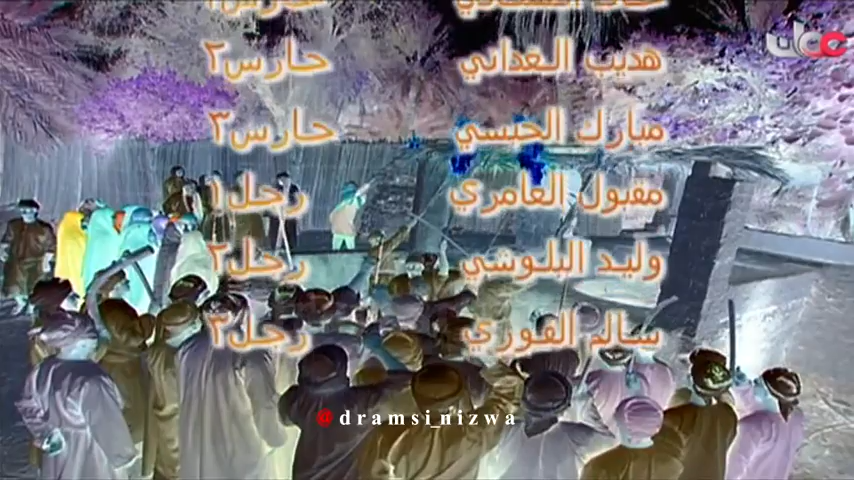 هديب الغداني حارس٢
مبارك الحبسي حارس٣
مقبول العامري رجل١
وليد البلوشي رجل٢
سالم الفوري رجل٣
@dramsi_nizwa